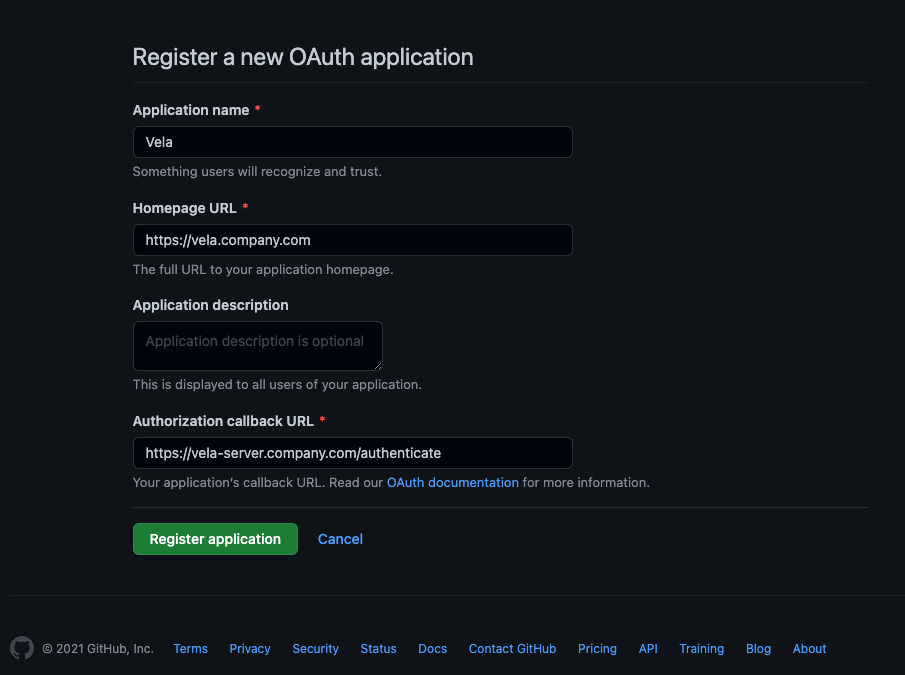 Register a new OAuth application
Application name *
Vela
Something users will recognize and trust.
Homepage URL *
https://vela.company.com
The full URL to your application homepage.
Application description
Application description is optional
This is displayed to all users of your application.
Authorization callback URL *
https://vela-server.company.com/authenticate
Your application's callback URL. Read our OAuth documentation for more information.
Register application Cancel
© 2021 GitHub, Inc. Terms Privacy Security Status Docs Contact GitHub Pricing API Training Blog About